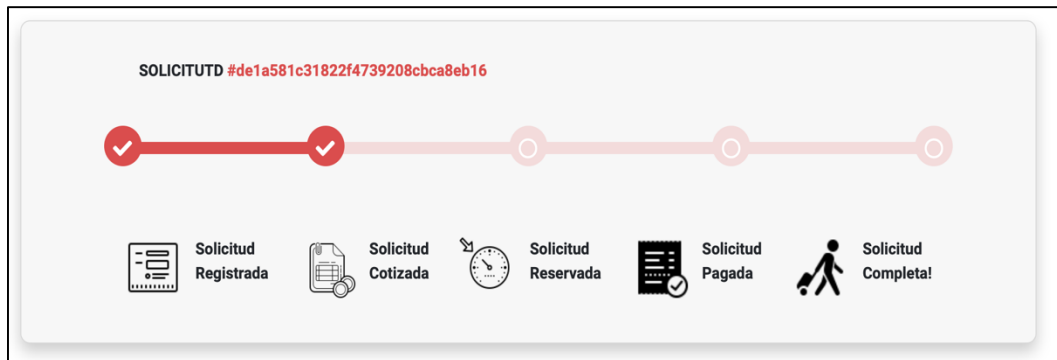 SOLICITUTD #de1a581c31822f4739208cbca8eb16
Solicitud
Registrada
Solicitud
Cotizada
Solicitud
Reservada
Solicitud
Pagada
Solicitud
Completa!